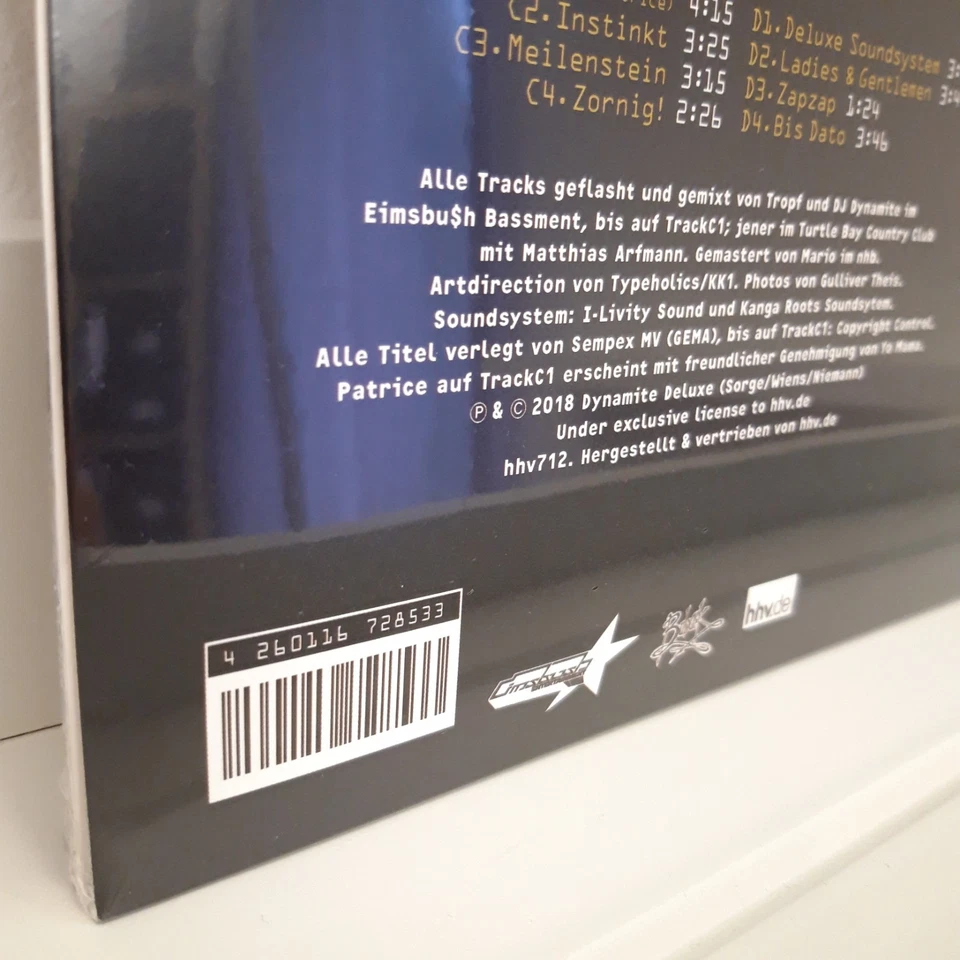 4:15
C2. Instinkt 3:25
C3. Meilenstein 3:15
C4. Zornig! 2:26
D1. Deluxe Soundsystem
D2. Ladies & Gentlemen
D3. Zapzap 1:24
D4. Bis Dato 3:46
Alle Tracks geflasht und gemixt von Tropf und DJ Dynamite im
Eimsbu$h Bassment, bis auf TrackC1; jener im Turtle Bay Country Club
mit Matthias Arfmann. Gemastert von Mario im nhb.
Artdirection von Typeholics/KK1. Photos von Gulliver Theis.
Soundsystem: I-Livity Sound und Kanga Roots Soundsytem.
Alle Titel verlegt von Sempex MV (GEMA), bis auf TrackC1: Copyright Control.
Patrice auf TrackC1 erscheint mit freundlicher Genehmigung von Yo Mama.
Ⓟ & © 2018 Dynamite Deluxe (Sorge/Wiens/Niemann)
Under exclusive license to hhv.de
hhv712. Hergestellt & vertrieben von hhv.de
4 260116 728533
hhv.de